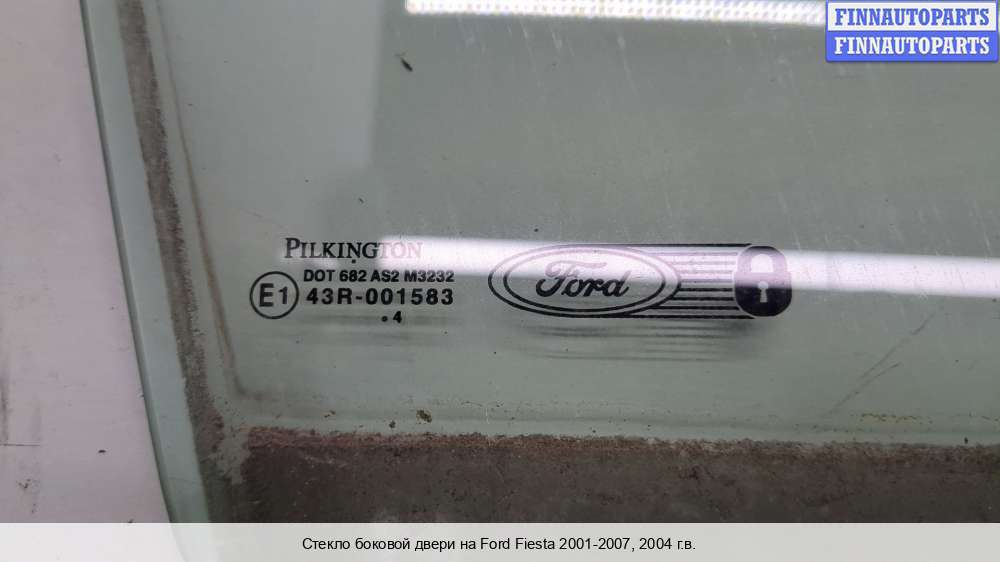 FINNAUTOPARTS
FINNAUTOPARTS
PILKINGTON
DOT 682 AS2 M3232
E1 43R-001583
. 4
Ford
Стекло боковой двери на Ford Fiesta 2001-2007, 2004 г.в.